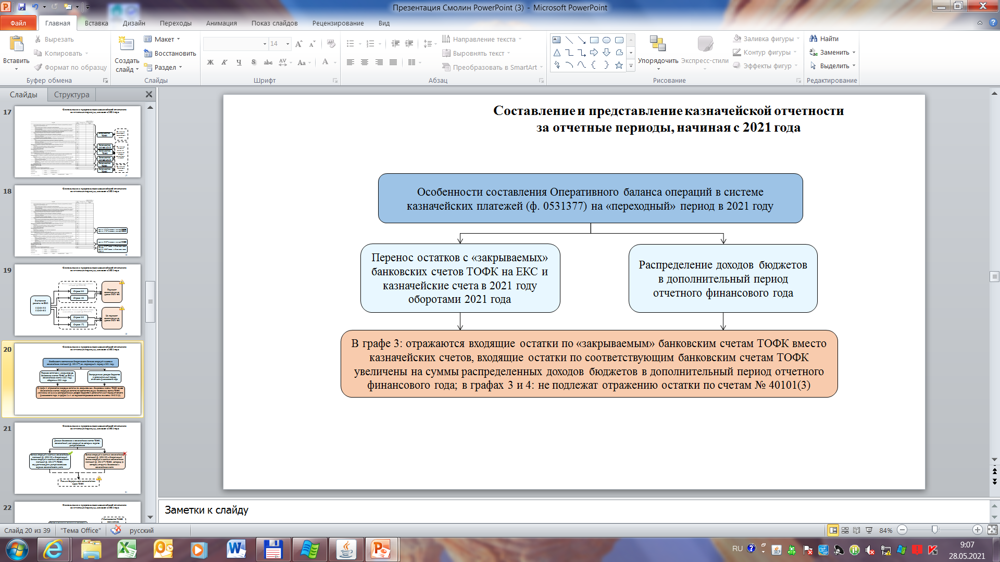 Презентация Смолин PowerPoint (3) - Microsoft PowerPoint
Файл
Главная
Вставка
Дизайн
Переходы
Анимация
Показ слайдов
Рецензирование
Вид
Вставить
Вырезать
Копировать
Формат по образцу
Буфер обмена
Создать
слайд
Макет
Восстановить
Раздел
Слайды
14
Ж К Ч S abc AV Aa A
Шрифт
Направление текста
Выровнять текст
Преобразовать в SmartArt
Абзац
Упорядочить
Экспресс-стили
Заливка фигуры
Контур фигуры
Эффекты фигур
Рисование
Найти
Заменить
Выделить
Редактирование
Слайды
Структура
17
18
19
20
21
22
Составление и представление казначейской отчетности
за отчетные периоды, начиная с 2021 года
Особенности составления Оперативного баланса операций в системе
казначейских платежей (ф. 0531377) на «переходный» период в 2021 году
Перенос остатков с «закрываемых»
банковских счетов ТОФК на ЕКС и
казначейские счета в 2021 году
оборотами 2021 года
Распределение доходов бюджетов
в дополнительный период
отчетного финансового года
В графе 3: отражаются входящие остатки по «закрываемым» банковским счетам ТОФК вместо
казначейских счетов, входящие остатки по соответствующим банковским счетам ТОФК
увеличены на суммы распределенных доходов бюджетов в дополнительный период отчетного
финансового года; в графах 3 и 4: не подлежат отражению остатки по счетам № 40101(3)
Заметки к слайду
Слайд 20 из 39
"Тема Office"
русский
84%
RU
9:07
28.05.2021